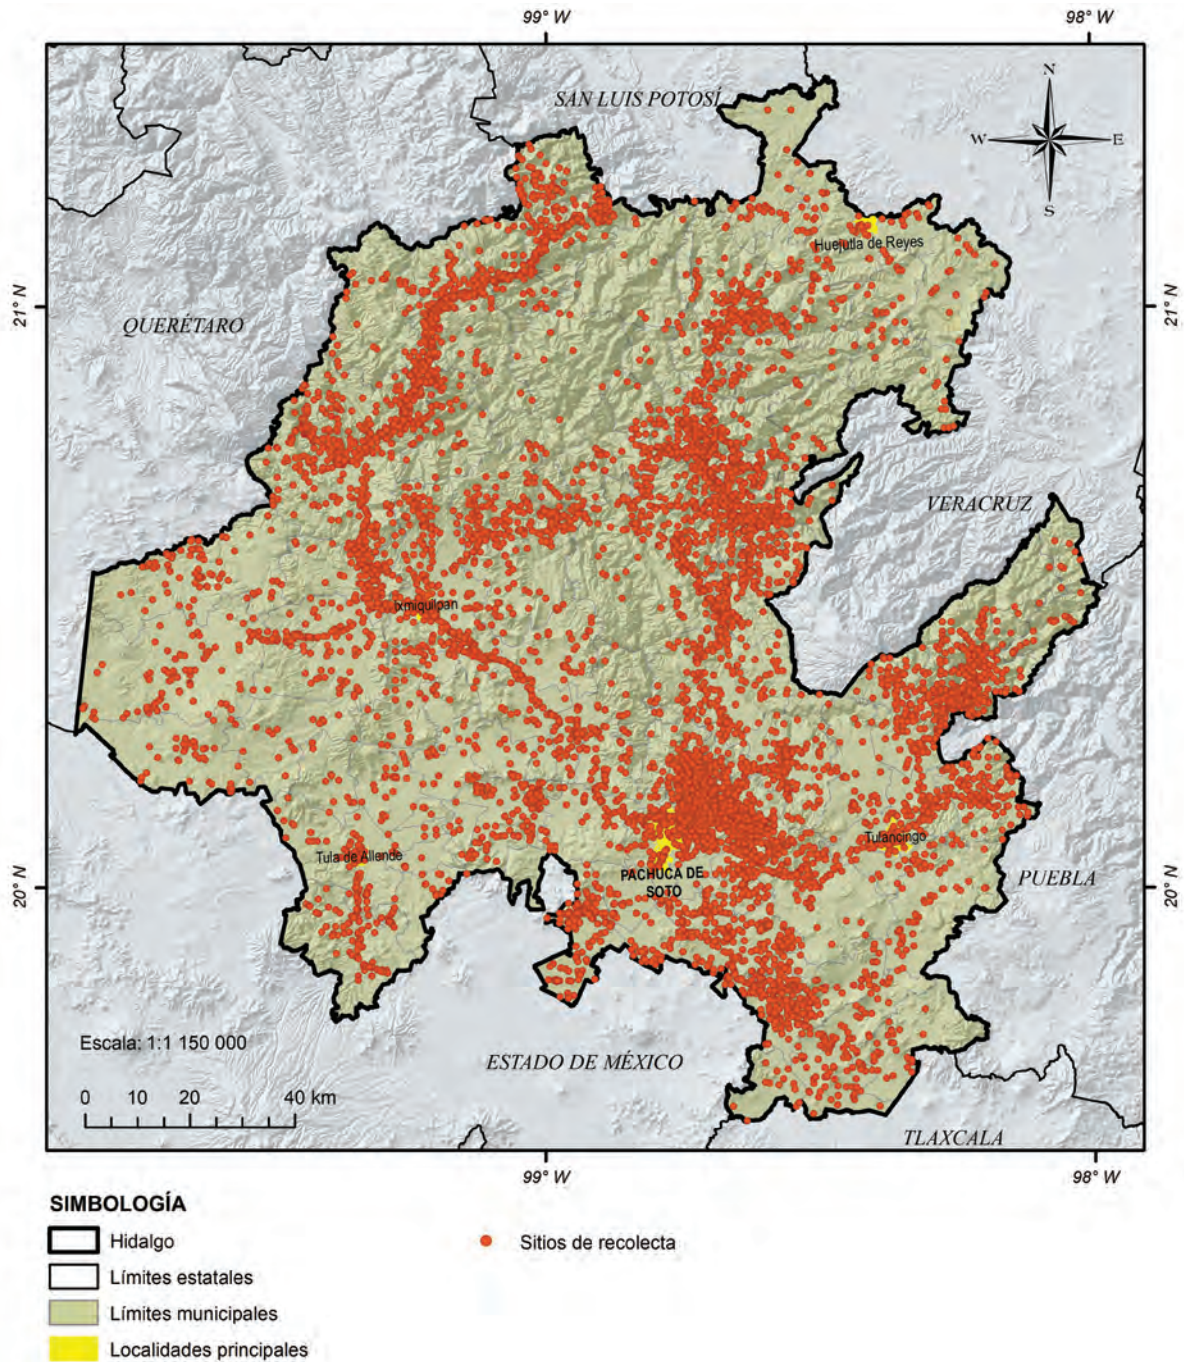 99° W
98° W
SAN LUIS POTOSÍ
N
W
E
S
Huejutla de Reyes
21° N
21° N
QUERÉTARO
VERACRUZ
Ixmiquilpan
Tulancingo
Tula de Allende
PACHUCA DE
SOTO
PUEBLA
20° N
20° N
Escala: 1:1 150 000
ESTADO DE MÉXICO
0 10 20 40 km
TLAXCALA
99° W
98° W
SIMBOLOGÍA
Hidalgo
Sitios de recolecta
Límites estatales
Límites municipales
Localidades principales